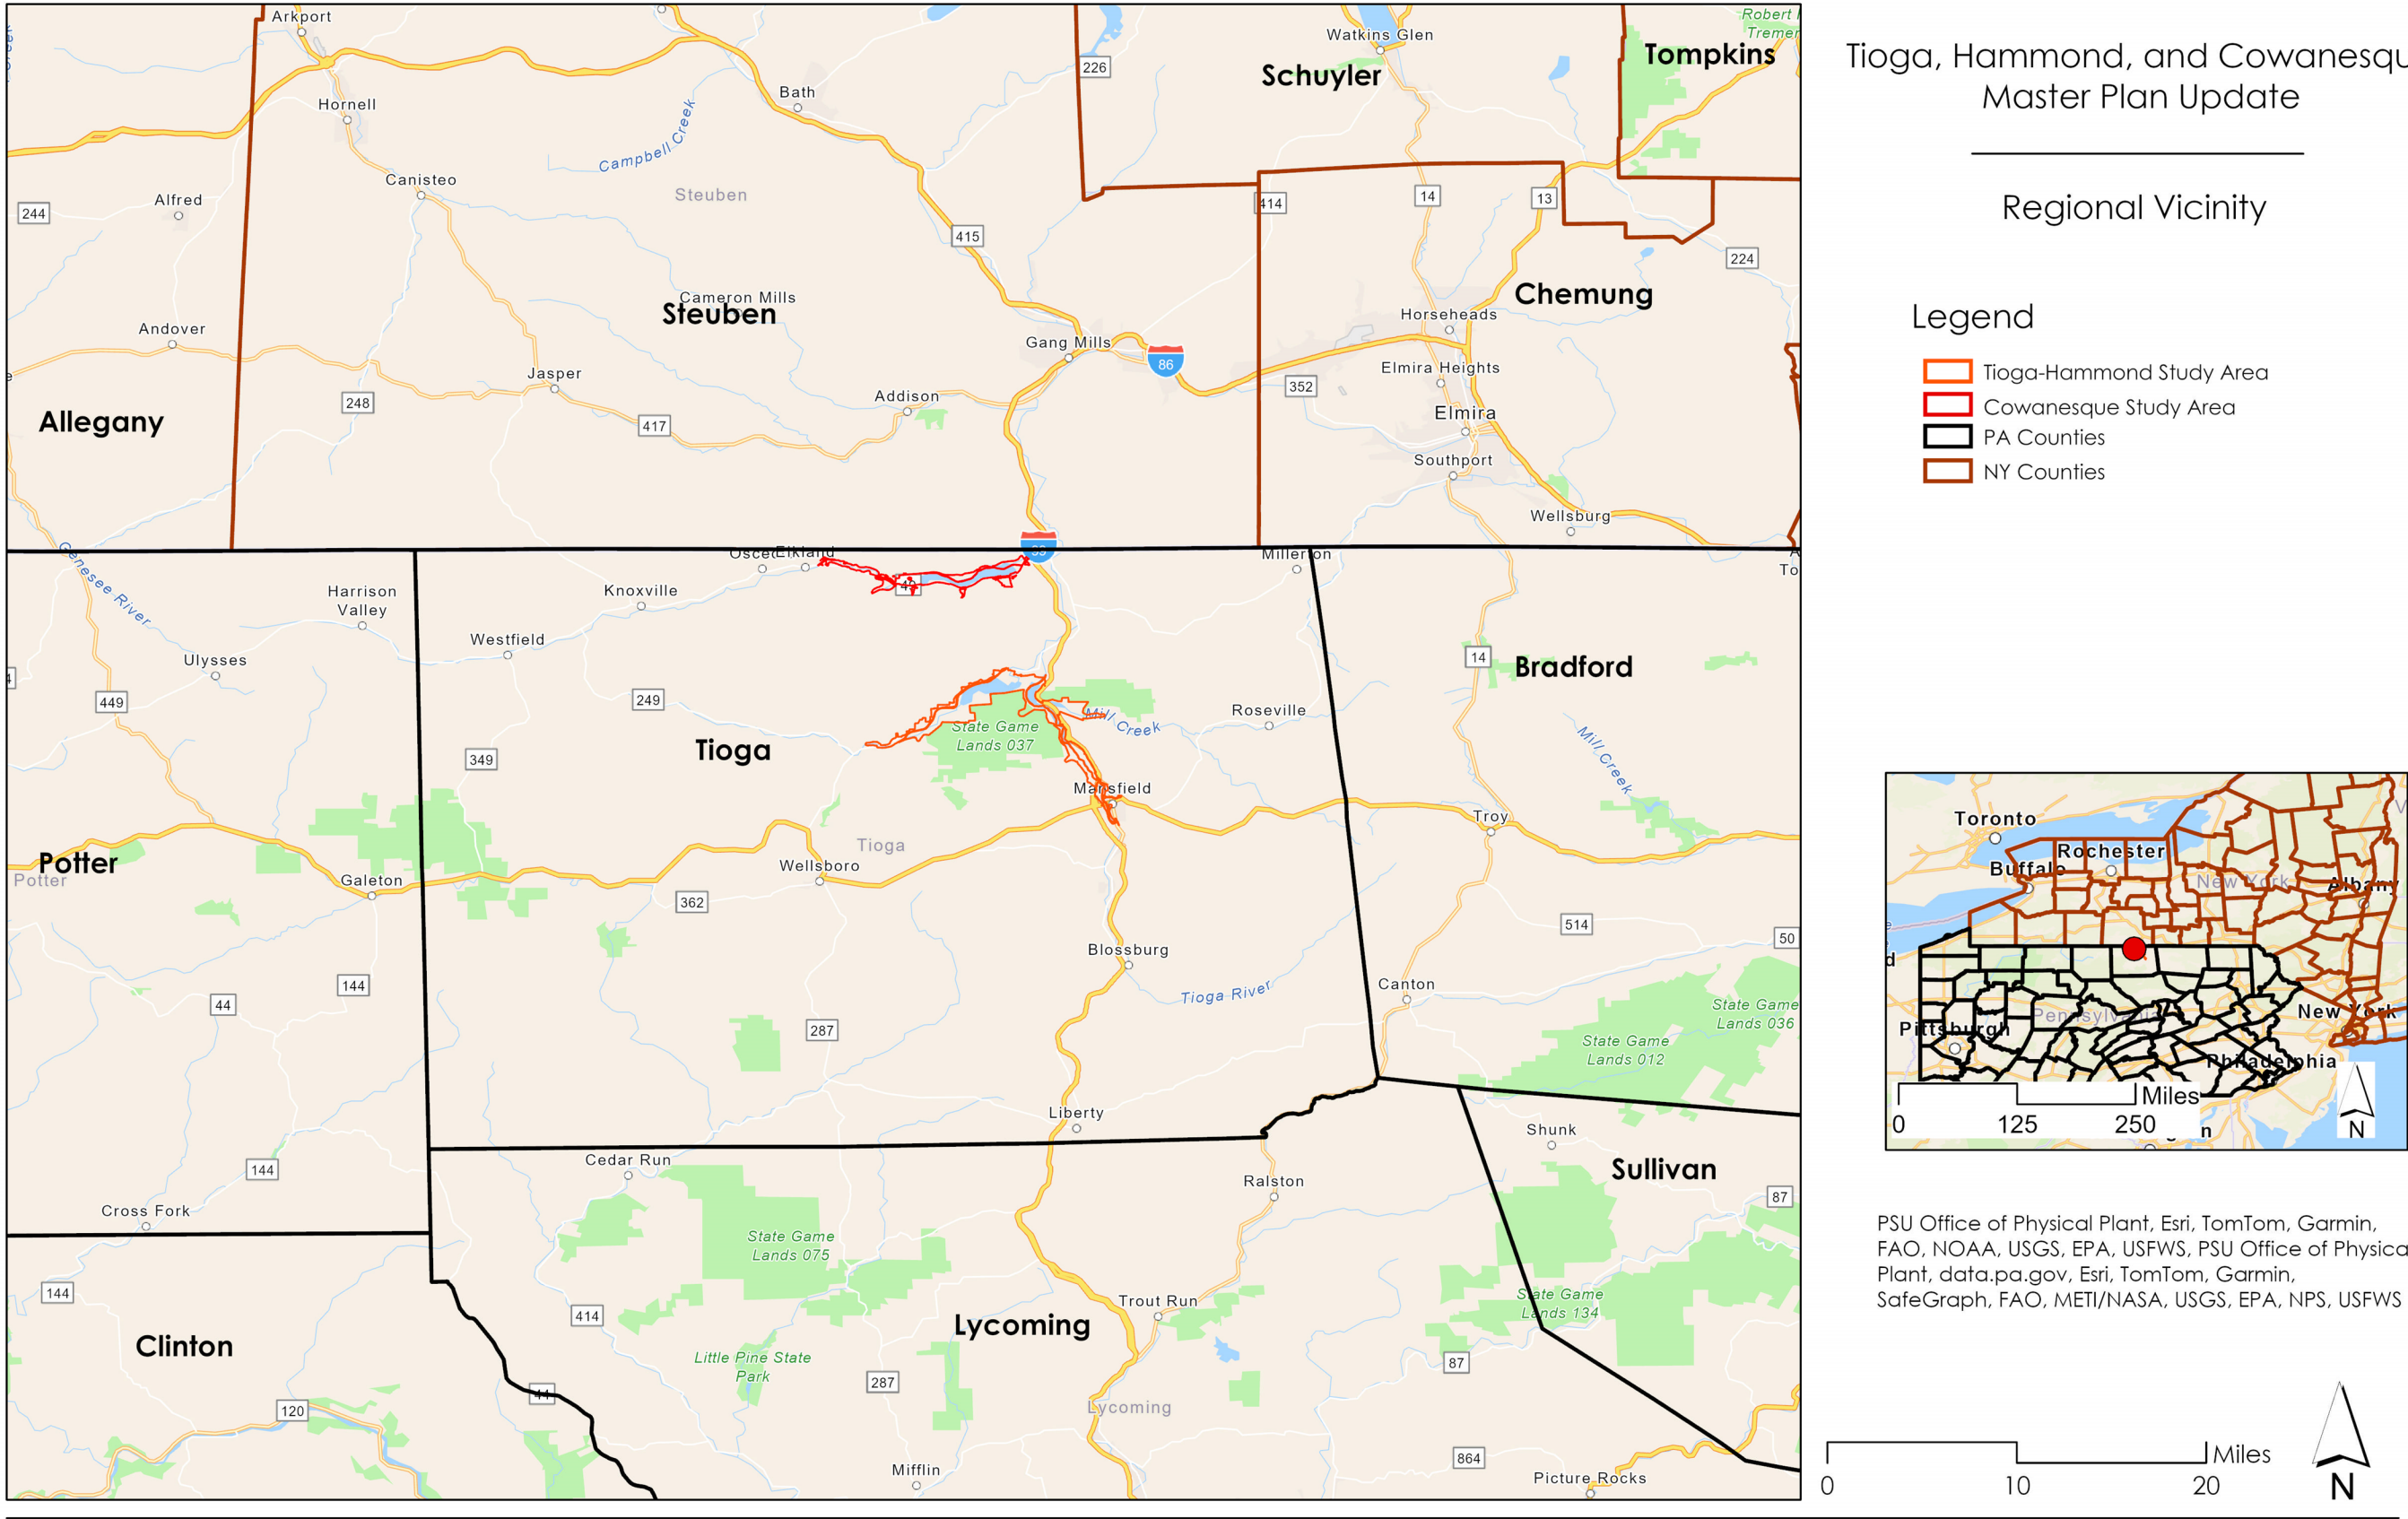 Tioga, Hammond, and Cowanesqu
Master Plan Update
Regional Vicinity
Legend
Tioga-Hammond Study Area
Cowanesque Study Area
PA Counties
NY Counties
Arkport
Watkins Glen
Tompkins
Schuyler
226
Bath
Hornell
Campbell Creek
Canisteo
Steuben
Alfred
244
414
14
13
415
224
Cameron Mills
Steuben
Chemung
Horseheads
Andover
Gang Mills
86
Jasper
Elmira Heights
352
Addison
248
Allegany
417
Elmira
Southport
Wellsburg
Genesee River
Elkland
Millerton
To
Harrison
Valley
Knoxville
Westfield
Ulysses
14
Bradford
449
249
Mill Creek
Roseville
State Game
Lands 037
Tioga
349
Mill Creek
Mansfield
Troy
Tioga
Potter
Potter
Wellsboro
Galeton
362
514
50
Blossburg
144
44
Tioga River
Canton
State Game
Lands 036
287
State Game
Lands 012
Liberty
Shunk
Cedar Run
144
Sullivan
Ralston
87
Cross Fork
State Game
Lands 075
144
414
Trout Run
State Game
Lands 134
Clinton
Lycoming
Little Pine State
Park
87
287
44
120
Lycoming
Mifflin
864
Picture Rocks
Toronto
Rochester
Buffalo
New York
Albany
Pennsylvania
New York
Pittsburgh
Philadelphia
Miles
0 125 250
N
PSU Office of Physical Plant, Esri, TomTom, Garmin,
FAO, NOAA, USGS, EPA, USFWS, PSU Office of Physica
Plant, data.pa.gov, Esri, TomTom, Garmin,
SafeGraph, FAO, METI/NASA, USGS, EPA, NPS, USFWS
Miles
0 10 20
N